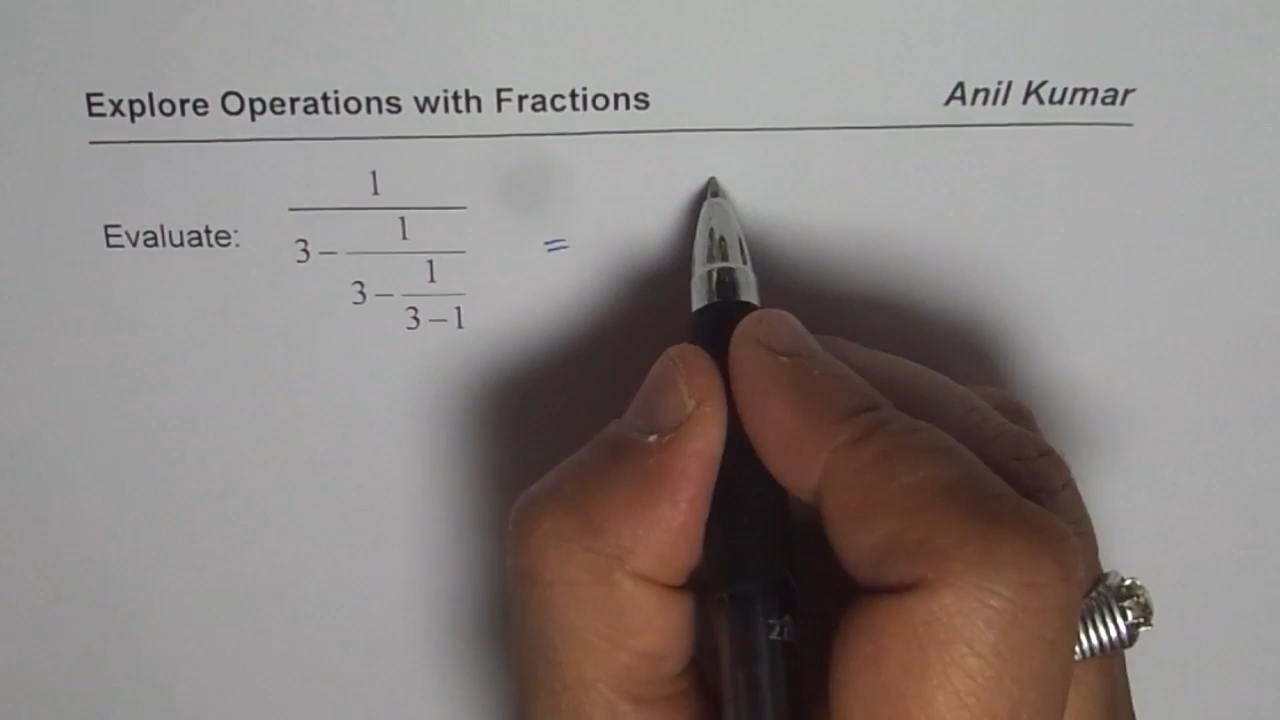 Explore Operations with Fractions Anil Kumar
Evaluate: 1
3 − 1 =
3 − 1
3 − 1